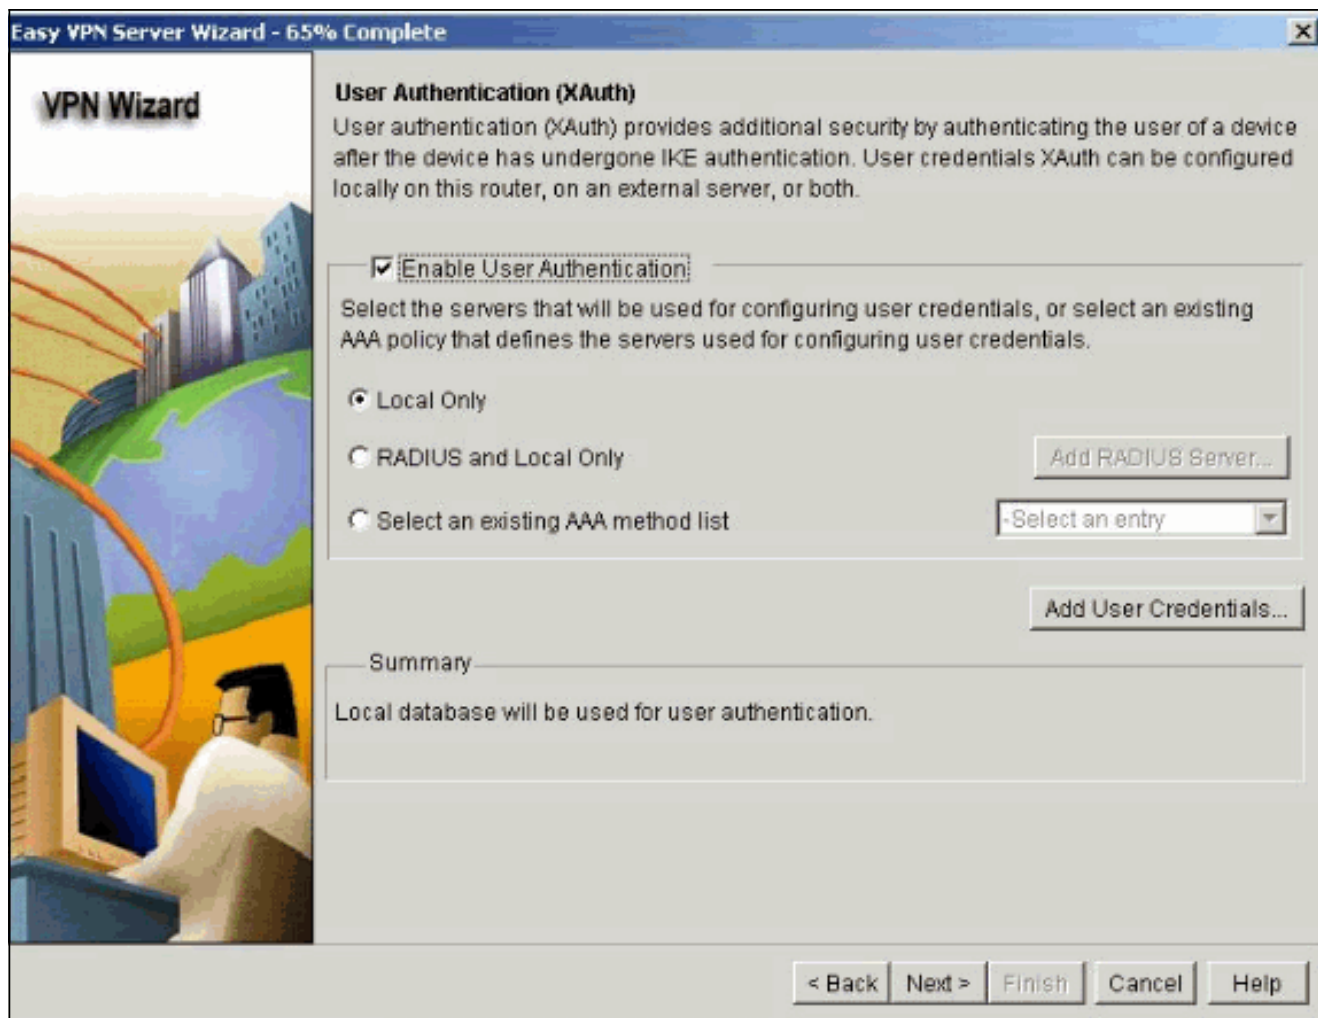 Easy VPN Server Wizard - 65% Complete
VPN Wizard
User Authentication (XAuth)
User authentication (XAuth) provides additional security by authenticating the user of a device
after the device has undergone IKE authentication. User credentials XAuth can be configured
locally on this router, on an external server, or both.
Enable User Authentication
Select the servers that will be used for configuring user credentials, or select an existing
AAA policy that defines the servers used for configuring user credentials.
Local Only
RADIUS and Local Only
Add RADIUS Server...
Select an existing AAA method list
-Select an entry
Add User Credentials...
Summary
Local database will be used for user authentication.
< Back
Next >
Finish
Cancel
Help